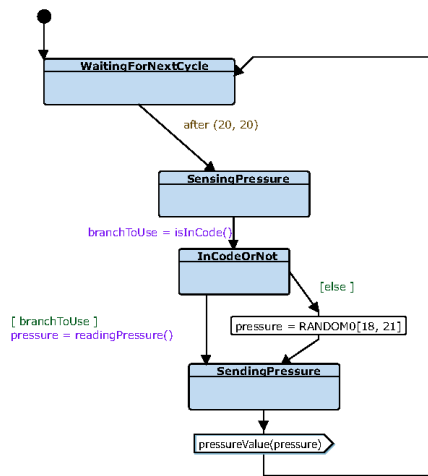 WaitingForNextCycle
after (20, 20)
SensingPressure
branchToUse = isInCode()
InCodeOrNot
[else ]
[ branchToUse ]
pressure = RANDOM0[18, 21]
pressure = readingPressure()
SendingPressure
pressureValue(pressure)